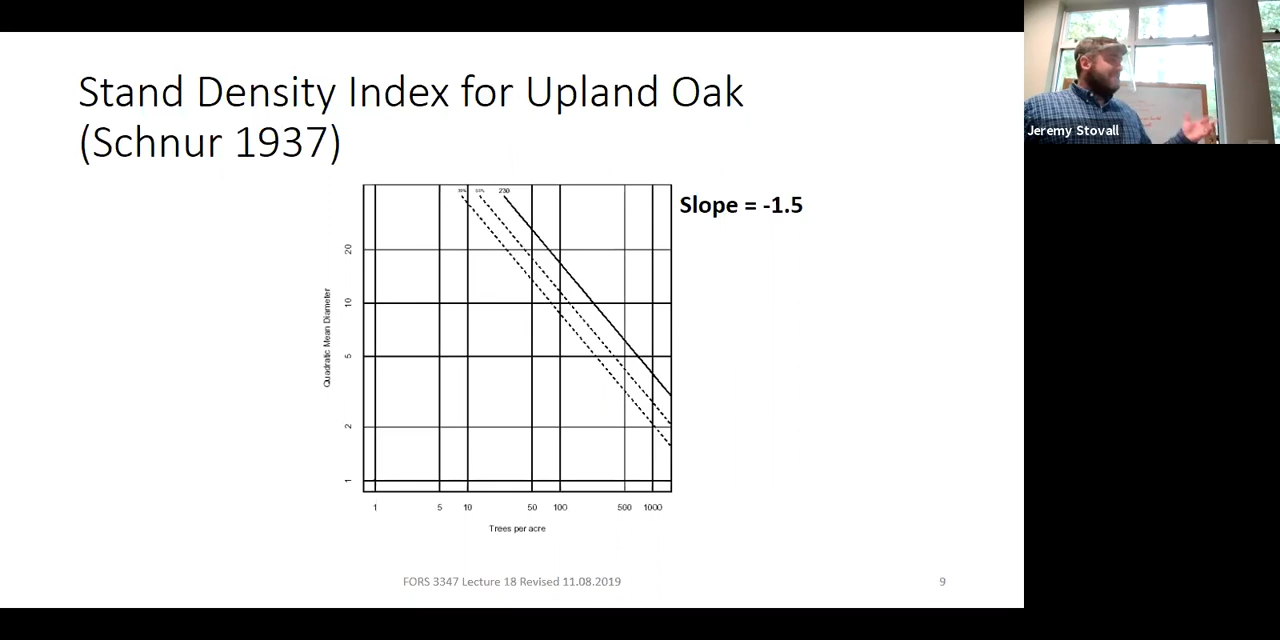 Stand Density Index for Upland Oak
(Schnur 1937)
Jeremy Stovall
Slope = -1.5
230
Quadratic Mean Diameter
20
10
5
2
1
1 5 10 50 100 500 1000
Trees per acre
FORS 3347 Lecture 18 Revised 11.08.2019
9